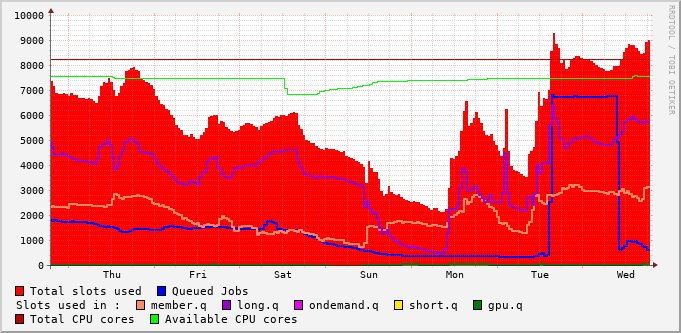 RRDTOOL / TOBI OETIKER
10000
9000
8000
7000
6000
5000
4000
3000
2000
1000
0
Thu Fri Sat Sun Mon Tue Wed
Total slots used Queued Jobs
Slots used in : member.q long.q ondemand.q short.q gpu.q
Total CPU cores Available CPU cores